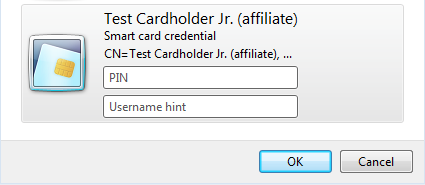 Test Cardholder Jr. (affiliate)
Smart card credential
CN=Test Cardholder Jr. (affiliate), ...
PIN
Username hint
OK
Cancel